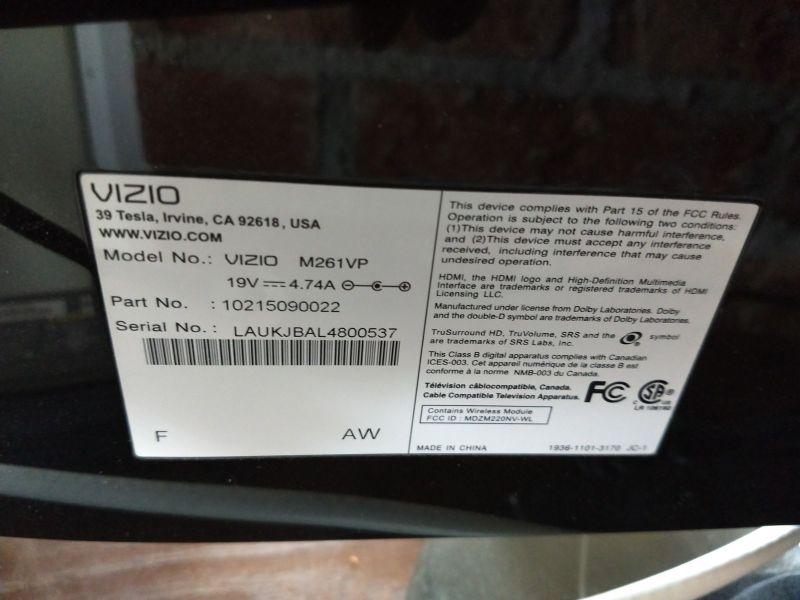 VIZIO
39 Tesla, Irvine, CA 92618 , USA
WWW.VIZIO.COM
Model No.: VIZIO M261VP
19V 4.74A
Part No. : 10215090022
Serial No. : LAUKJBAL4800537
F AW
This device complies with Part 15 of the FCC Rules.
Operation is subject to the following two conditions:
(1)This device may not cause harmful interference,
and (2)This device must accept any interference
received, including interference that may cause
undesired operation.
HDMI, the HDMI logo and High-Definition Multimedia
Interface are trademarks or registered trademarks of HDMI
Licensing LLC.
Manufactured under license from Dolby Laboratories. Dolby
and the double-D symbol are trademarks of Dolby Laboratories.
TruSurround HD, TruVolume, SRS and the symbol
are trademarks of SRS Labs, Inc.
This Class B digital apparatus complies with Canadian
ICES-003. Cet appareil numérique de la classe B est
conforme à la norme NMB-003 du Canada.
Télévision câblocompatible, Canada.
Cable Compatible Television Apparatus.
FC
C US
Contains Wireless Module
FCC ID : MDZM220NV-WL
MADE IN CHINA 1936-1101-3170 JC-1